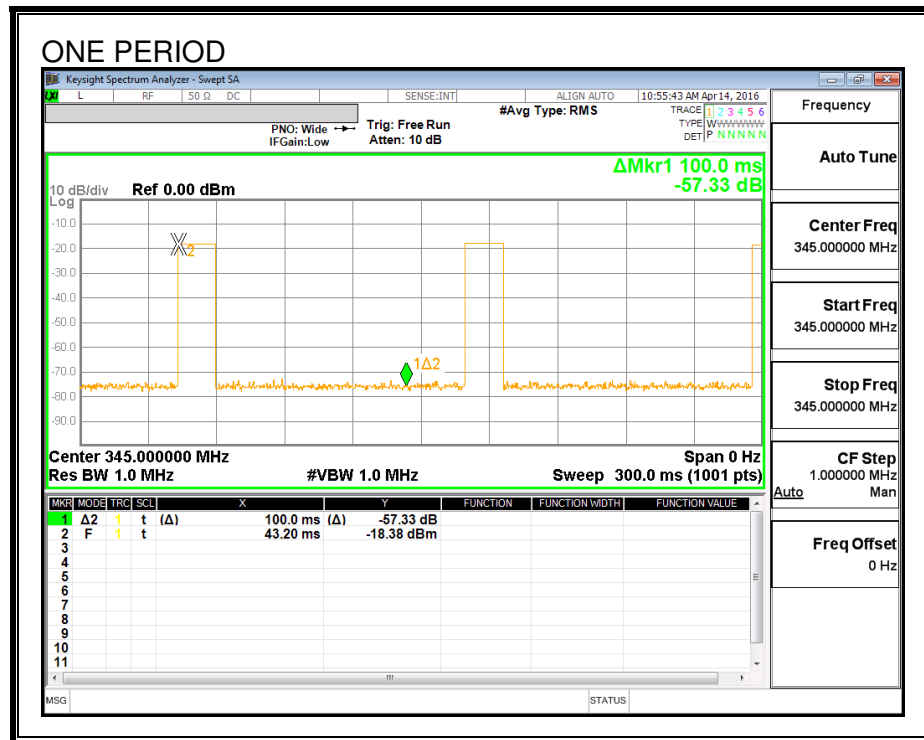 ONE PERIOD
Keysight Spectrum Analyzer - Swept SA
LXI L RF 50 Ω DC SENSE:INT ALIGN AUTO 10:55:43 AM Apr 14, 2016
#Avg Type: RMS
TRACE 1 2 3 4 5 6
TYPE WWWWWWW
DET P N N N N N
PNO: Wide
IFGain:Low
Trig: Free Run
Atten: 10 dB
ΔMkr1 100.0 ms
-57.33 dB
10 dB/div Ref 0.00 dBm
Log
-10.0
-20.0
-30.0
-40.0
-50.0
-60.0
-70.0
-80.0
-90.0
2
1Δ2
Center 345.000000 MHz Span 0 Hz
Res BW 1.0 MHz #VBW 1.0 MHz Sweep 300.0 ms (1001 pts)
MKR MODE TRC SCL X Y FUNCTION FUNCTION WIDTH FUNCTION VALUE
1 Δ2 1 t (Δ) 100.0 ms (Δ) -57.33 dB
2 F 1 t 43.20 ms -18.38 dBm
3
4
5
6
7
8
9
10
11
MSG STATUS
Frequency
Auto Tune
Center Freq
345.000000 MHz
Start Freq
345.000000 MHz
Stop Freq
345.000000 MHz
CF Step
1.000000 MHz
Auto Man
Freq Offset
0 Hz